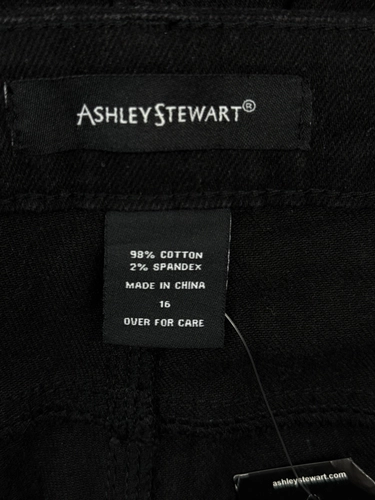 ASHLEY STEWART®
98% COTTON
2% SPANDEX
MADE IN CHINA
16
OVER FOR CARE
ashleystewart.com